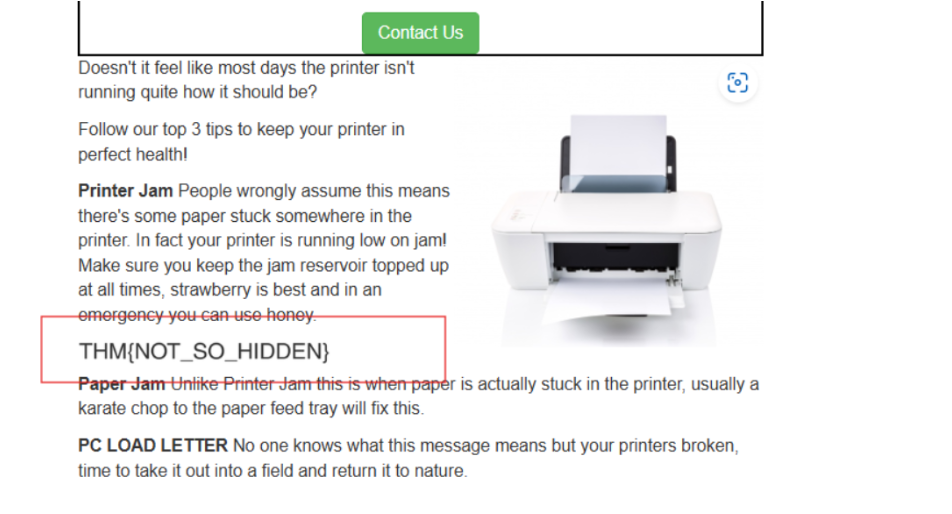 Contact Us
Doesn't it feel like most days the printer isn't
running quite how it should be?
Follow our top 3 tips to keep your printer in
perfect health!
Printer Jam People wrongly assume this means
there's some paper stuck somewhere in the
printer. In fact your printer is running low on jam!
Make sure you keep the jam reservoir topped up
at all times, strawberry is best and in an
emergency you can use honey.
THM{NOT_SO_HIDDEN}
Paper Jam Unlike Printer Jam this is when paper is actually stuck in the printer, usually a
karate chop to the paper feed tray will fix this.
PC LOAD LETTER No one knows what this message means but your printers broken,
time to take it out into a field and return it to nature.